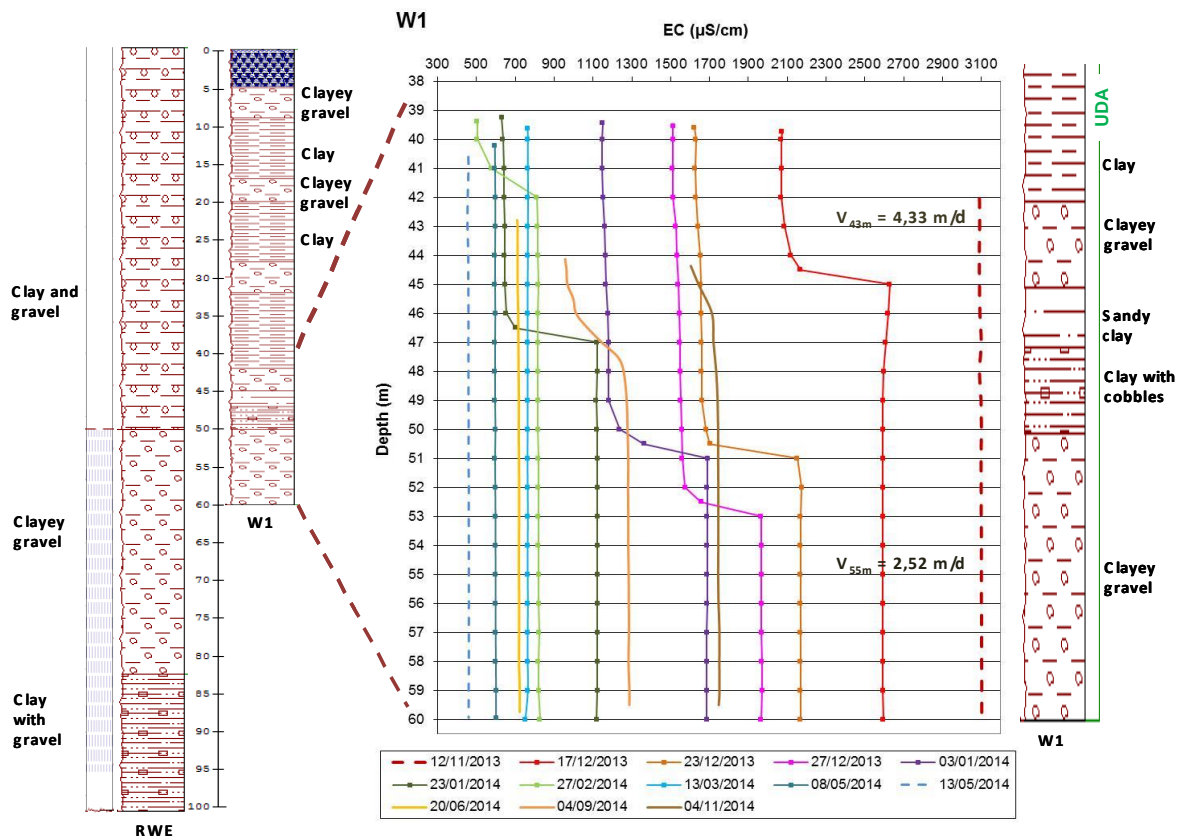 W1
EC (µS/cm)
300 500 700 900 1100 1300 1500 1700 1900 2100 2300 2500 2700 2900 3100
38
39
40
41
42
43
44
45
46
47
48
49
50
51
52
53
54
55
56
57
58
59
60
Depth (m)
V43m = 4,33 m/d
V55m = 2,52 m/d
12/11/2013 17/12/2013 23/12/2013 27/12/2013 03/01/2014
23/01/2014 27/02/2014 13/03/2014 08/05/2014 13/05/2014
20/06/2014 04/09/2014 04/11/2014
Clay and
gravel
Clayey
gravel
Clay
with
gravel
RWE
0
5
10
15
20
25
30
35
40
45
50
55
60
65
70
75
80
85
90
95
100
Clayey
gravel
Clay
Clayey
gravel
Clay
W1
UDA
Clay
Clayey
gravel
Sandy
clay
Clay with
cobbles
Clayey
gravel
W1